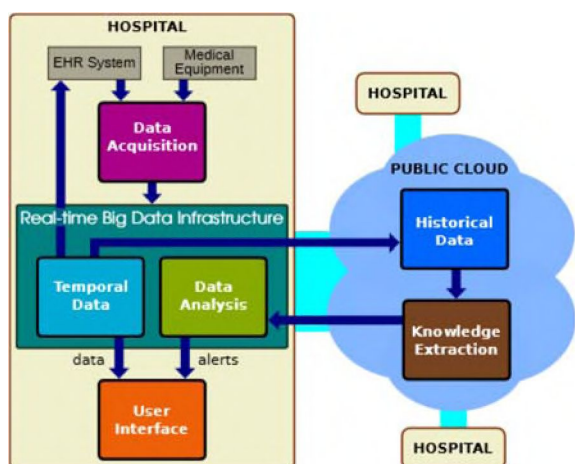 HOSPITAL
EHR System
Medical
Equipment
Data
Acquisition
Real-time Big Data Infrastructure
Temporal
Data
Data
Analysis
data
alerts
User
Interface
HOSPITAL
PUBLIC CLOUD
Historical
Data
Knowledge
Extraction
HOSPITAL